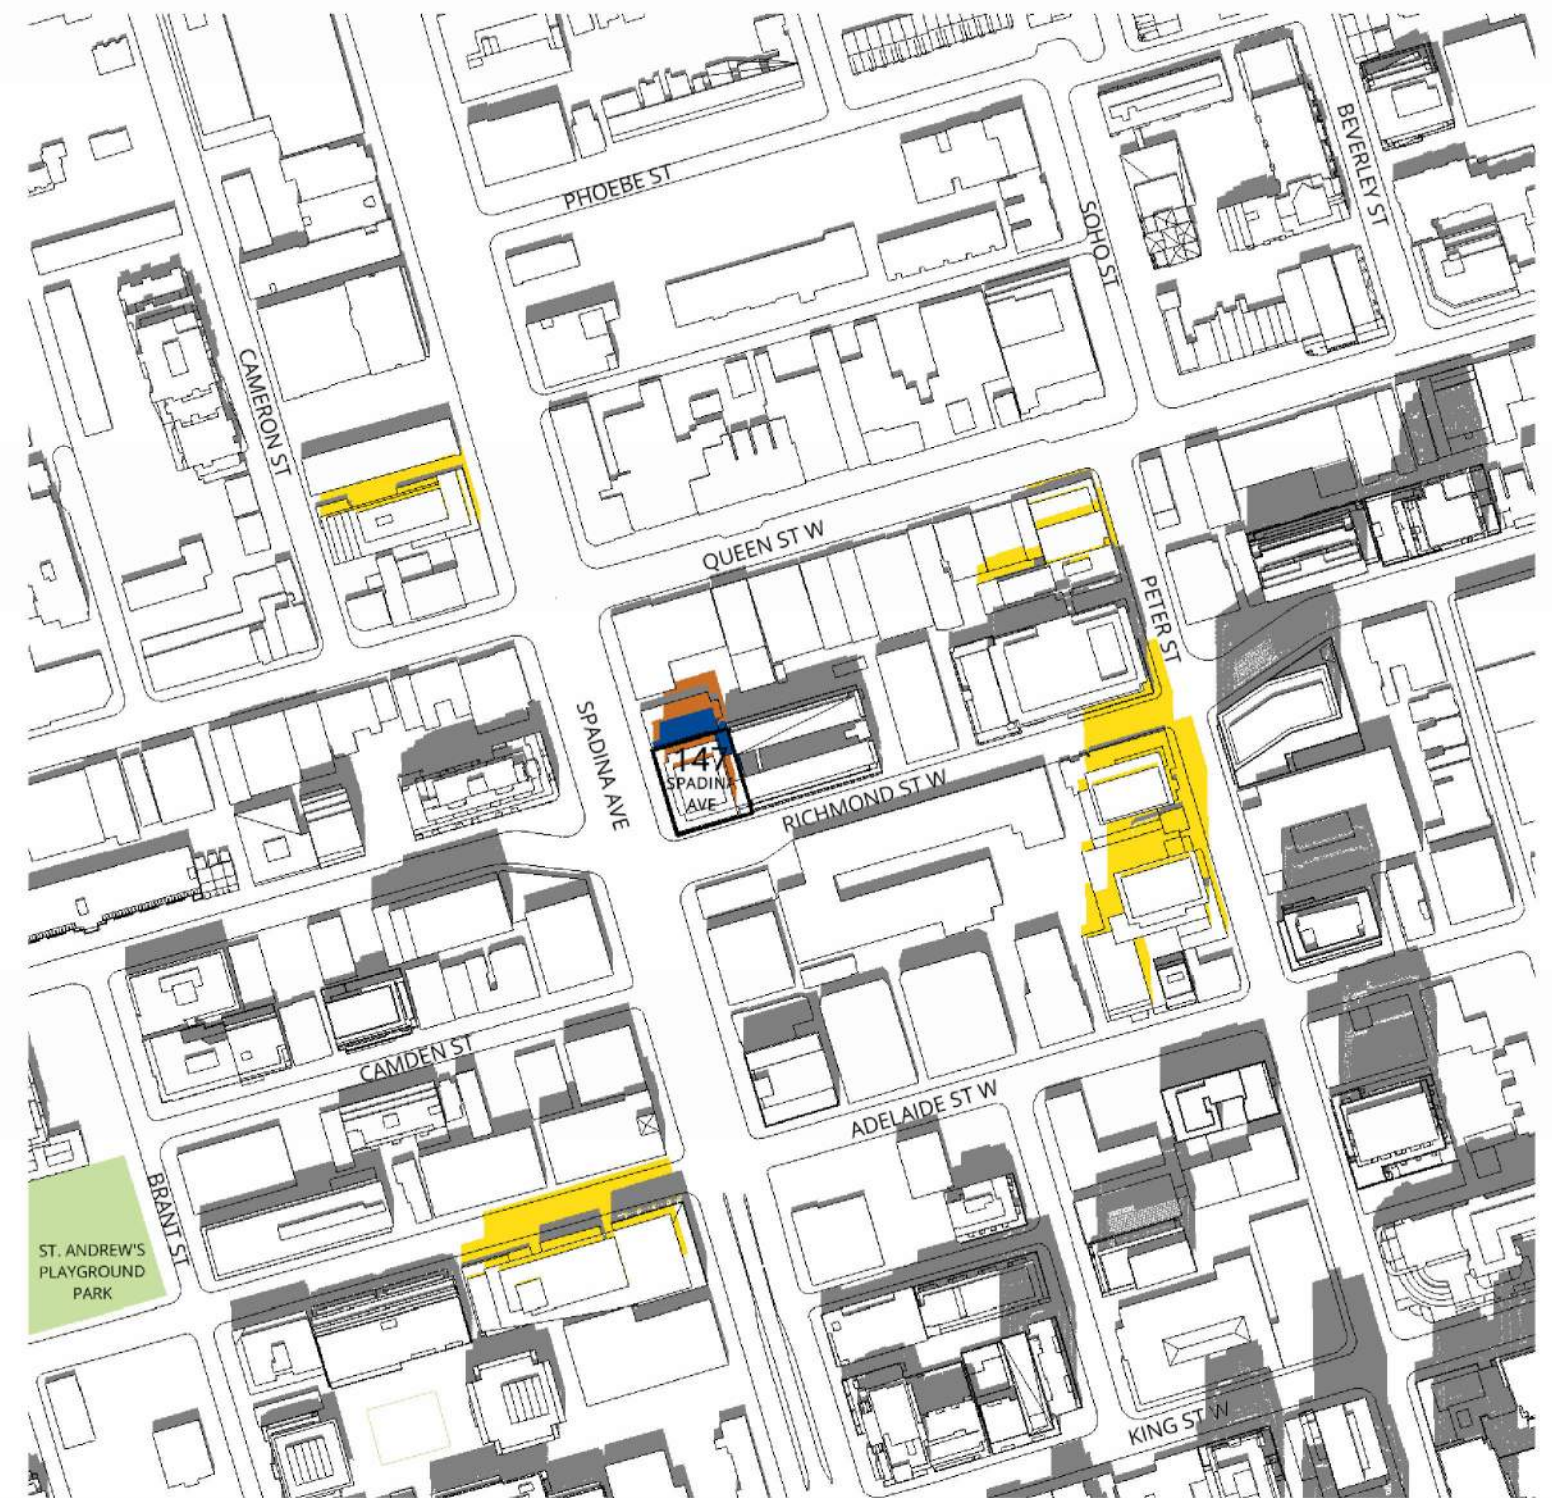 PHOEBE ST
BEVERLEY ST
SOHO ST
CAMERON ST
QUEEN ST W
PETER ST
SPADINA AVE
147
SPADINA
AVE
RICHMOND ST W
CAMDEN ST
ADELAIDE ST W
BRANT ST
ST. ANDREW'S
PLAYGROUND
PARK
KING ST W